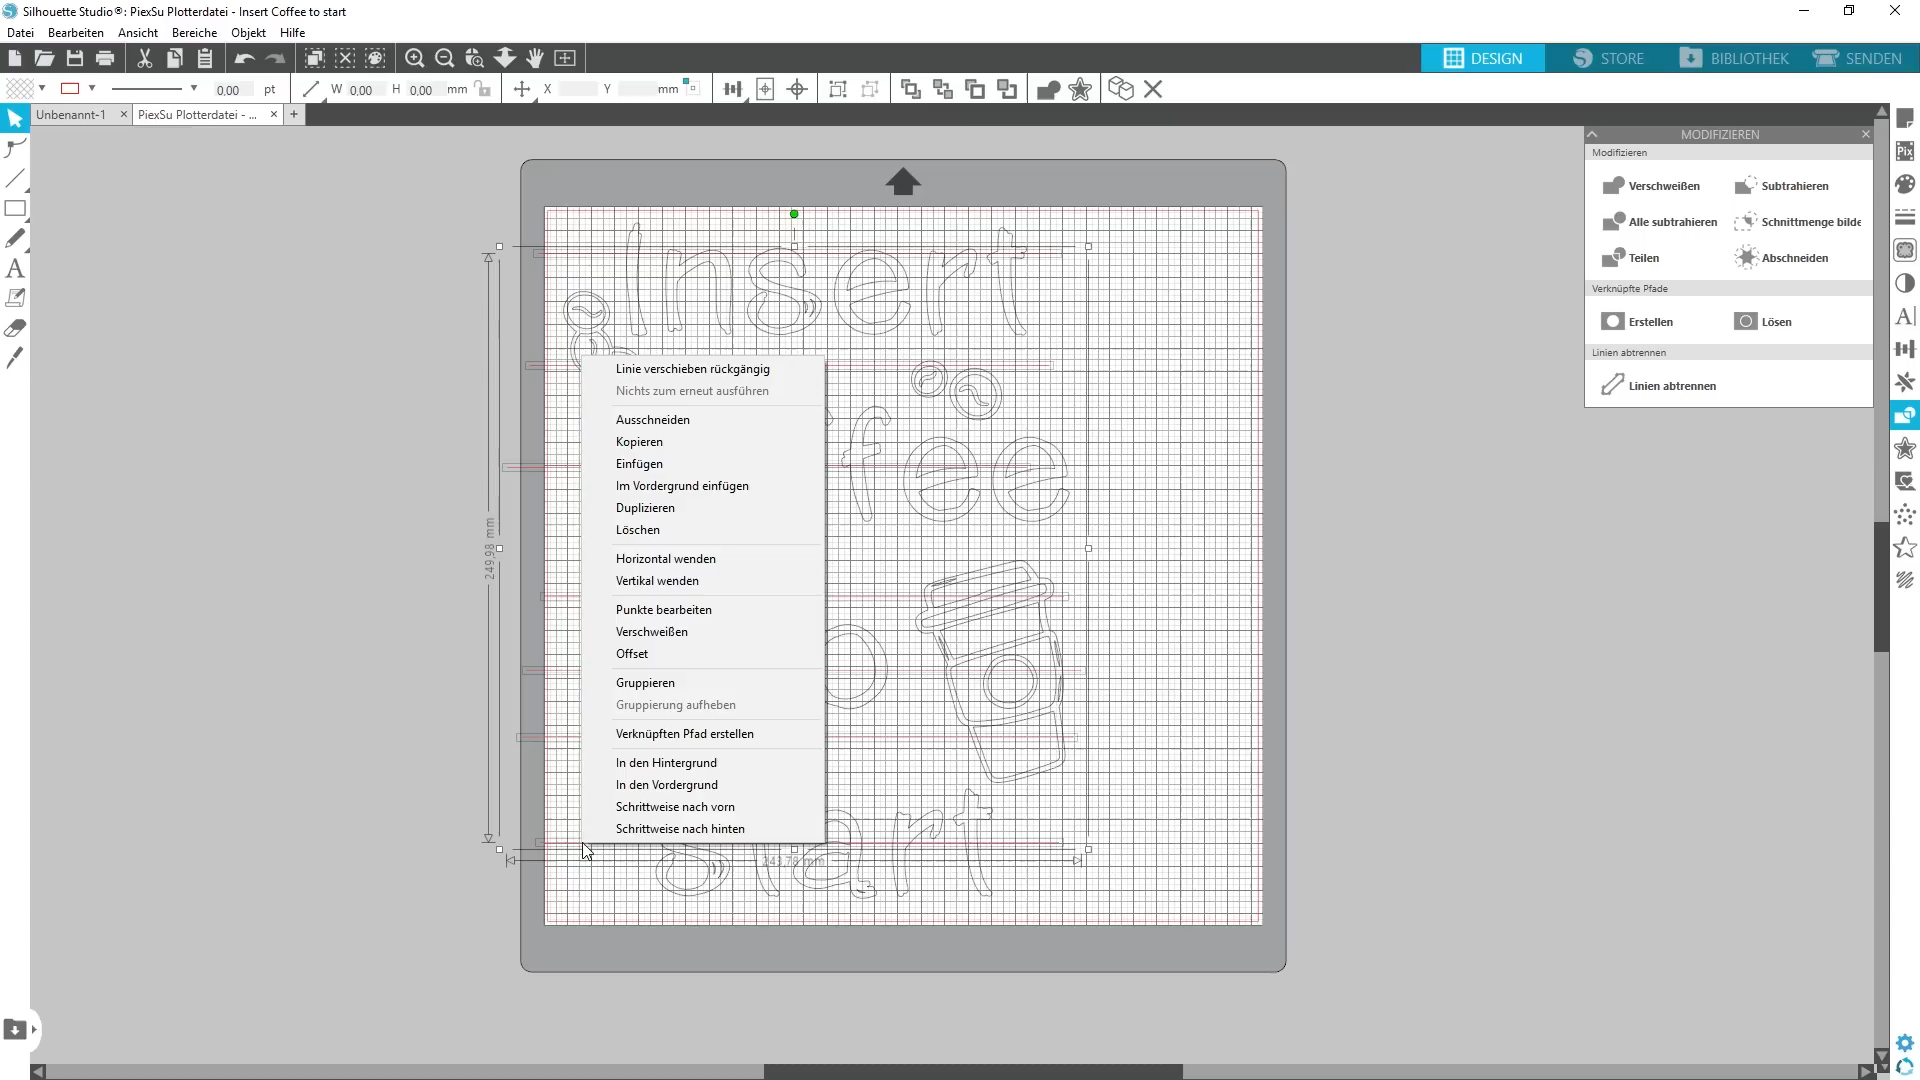 Silhouette Studio®: PiexSu Plotterdatei - Insert Coffee to start
Datei Bearbeiten Ansicht Bereiche Objekt Hilfe
DESIGN STORE BIBLIOTHEK SENDEN
0,00 pt W 0,00 H 0,00 mm X Y mm
Unbenannt-1 PiexSu Plotterdatei - ...
MODIFIZIEREN
Modifizieren
Verschweißen Subtrahieren
Alle subtrahieren Schnittmenge bilde
Teilen Abschneiden
Verknüpfte Pfade
Erstellen Lösen
Linien abtrennen
Linien abtrennen
Pix
Insert
Linie verschieben rückgängig
Nichts zum erneut ausführen
Ausschneiden
Kopieren
Einfügen
Im Vordergrund einfügen
Duplizieren
Löschen
Horizontal wenden
Vertikal wenden
Punkte bearbeiten
Verschweißen
Offset
Gruppieren
Gruppierung aufheben
Verknüpften Pfad erstellen
In den Hintergrund
In den Vordergrund
Schrittweise nach vorn
Schrittweise nach hinten
fee
o
start
249,98 mm
243,78 mm